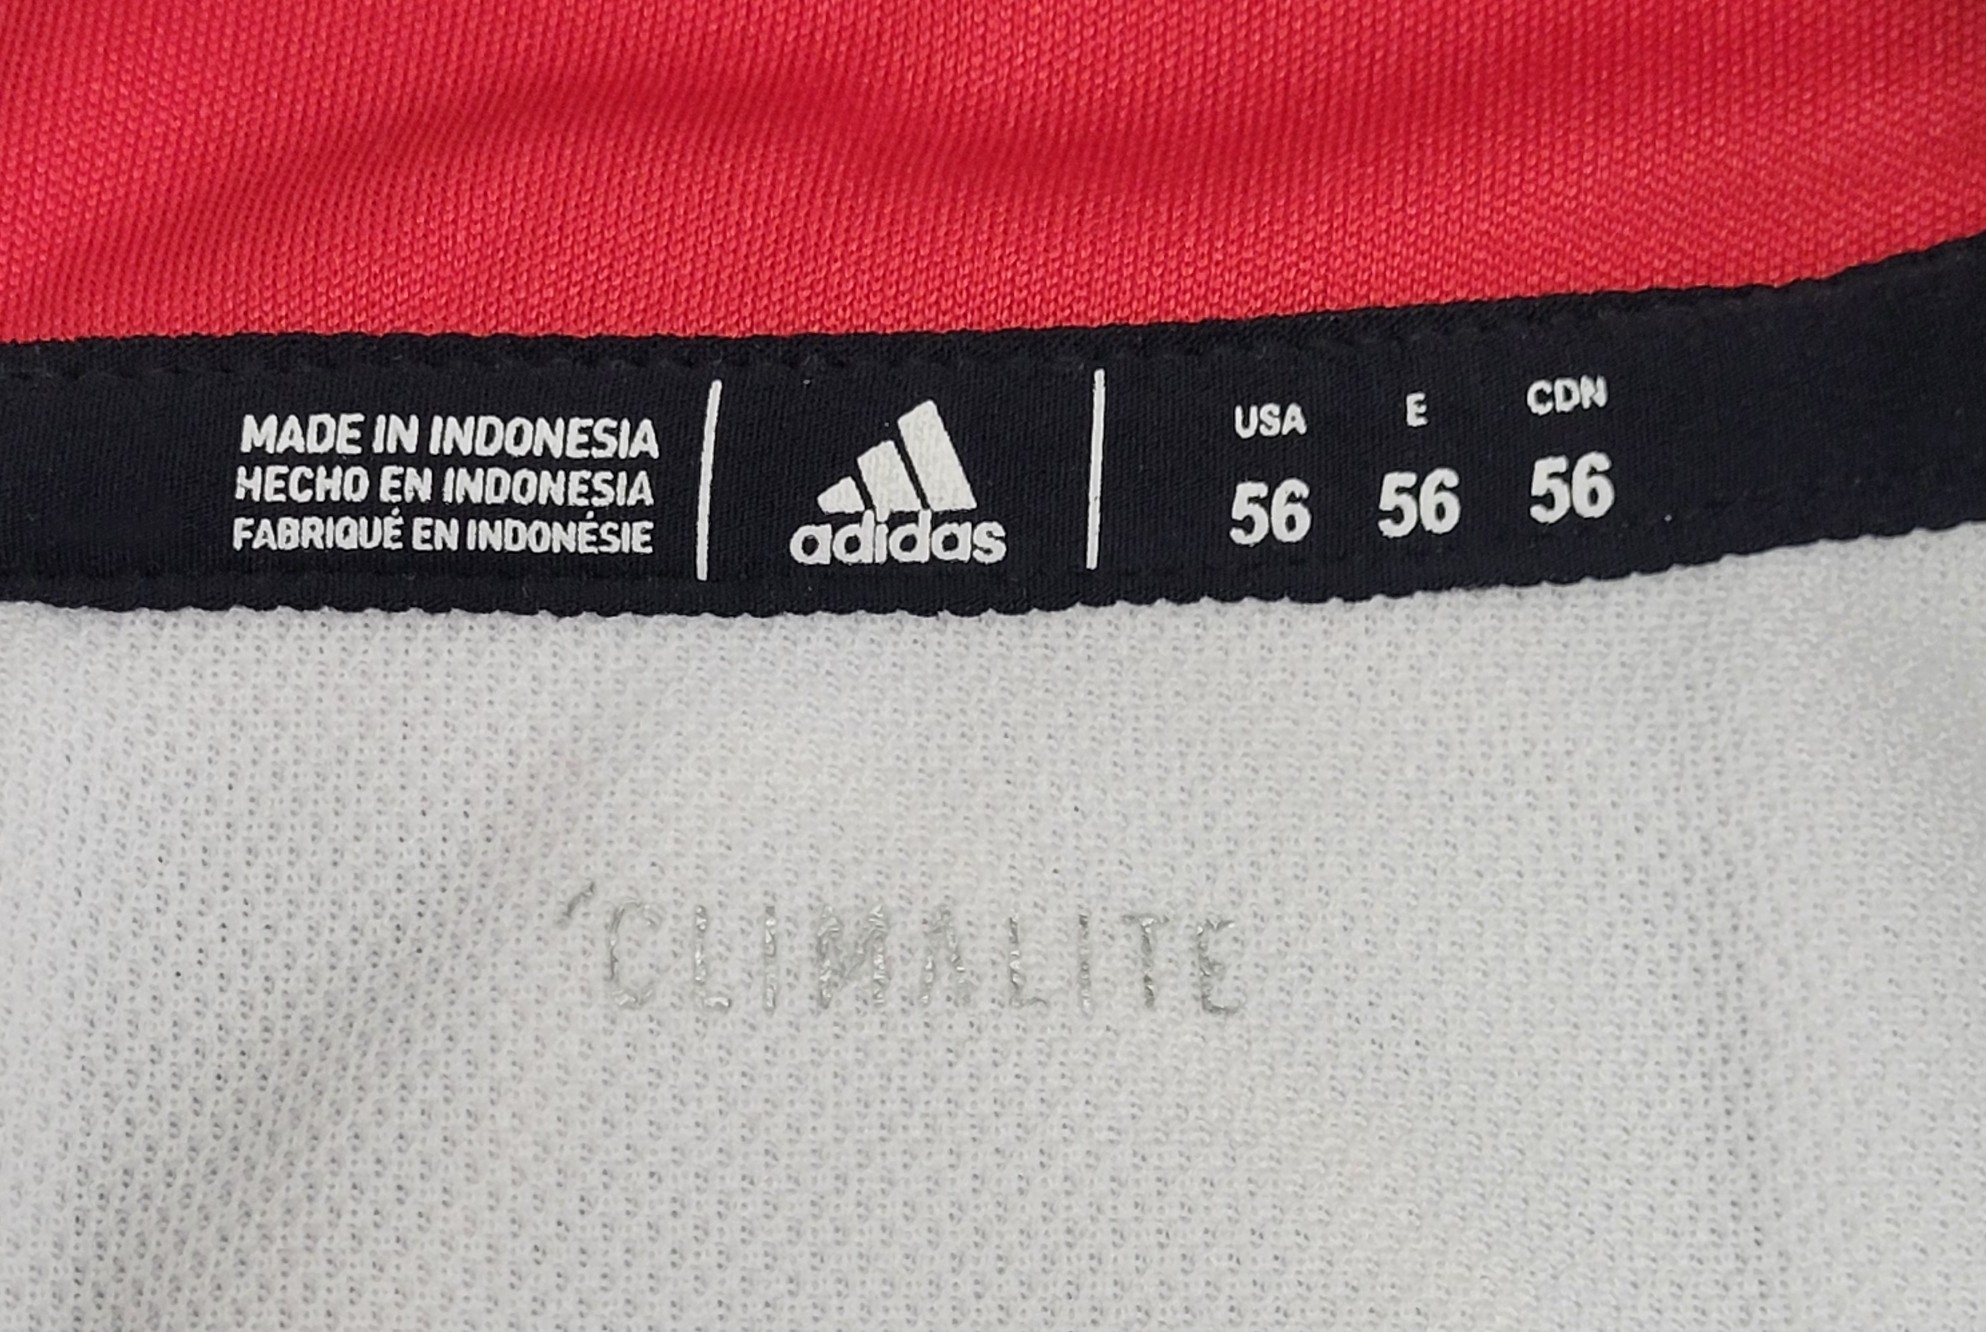 MADE IN INDONESIA
HECHO EN INDONESIA
FABRIQUÉ EN INDONÉSIE
adidas
USA E CDN
56 56 56
CLIMALITE